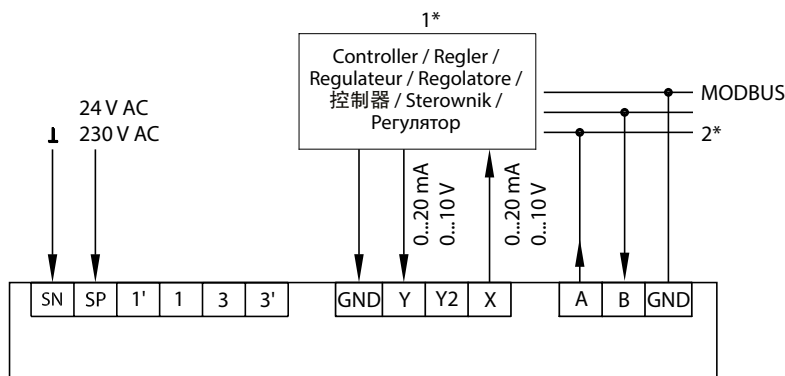 1*
Controller / Regler /
Regulateur / Regolatore /
控制器 / Sterownik /
Регулятор
MODBUS
2*
24 V AC
230 V AC
0...20 mA
0...10 V
0...20 mA
0...10 V
SN SP 1' 1 3 3' GND Y Y2 X A B GND